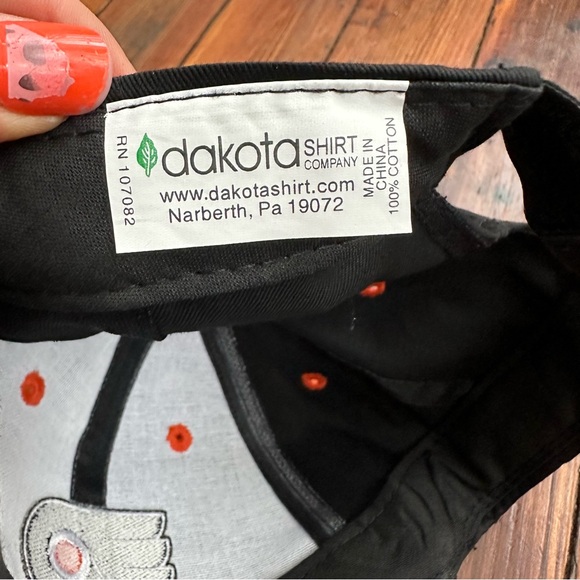 RN 107082
dakota SHIRT COMPANY
www.dakotashirt.com
Narberth, Pa 19072
MADE IN
CHINA
100% COTTON